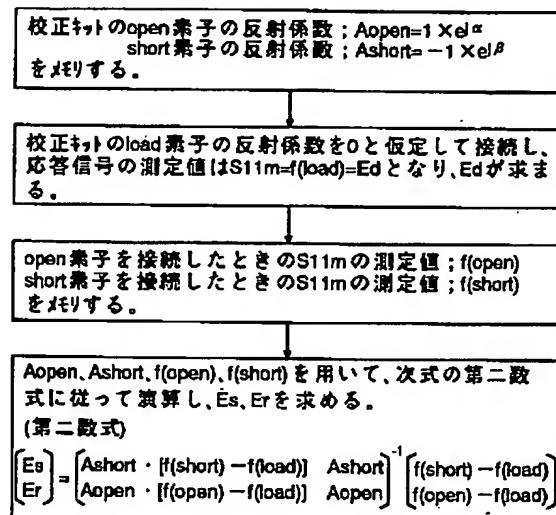 校正キットのopen素子の反射係数；Aopen=1×ejα
short素子の反射係数；Ashort=−1×ejβ
をメモリする。
校正キットのload素子の反射係数を0と仮定して接続し、
応答信号の測定値はS11m=f(load)=Edとなり、Edが求ま
る。
open素子を接続したときのS11mの測定値；f(open)
short素子を接続したときのS11mの測定値；f(short)
をメモリする。
Aopen、Ashort、f(open)、f(short)を用いて、次式の第二数
式に従って演算し、Es、Erを求める。
(第二数式)
(Es) = (Ashort・[f(short)−f(load)] Ashort)-1 (f(short)−f(load))
(Er) (Aopen・[f(open)−f(load)] Aopen) (f(open)−f(load))